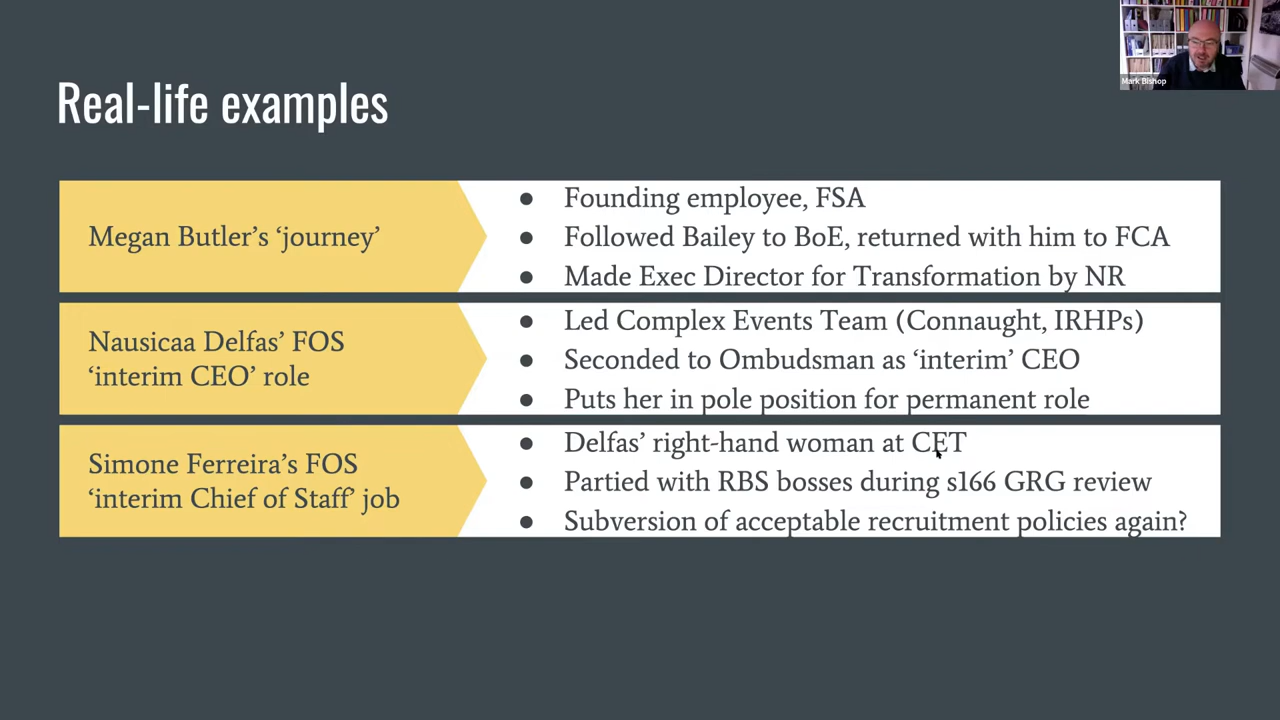 Mark Bishop
Real-life examples
Megan Butler’s ‘journey’
● Founding employee, FSA
● Followed Bailey to BoE, returned with him to FCA
● Made Exec Director for Transformation by NR
Nausicaa Delfas’ FOS
‘interim CEO’ role
● Led Complex Events Team (Connaught, IRHPs)
● Seconded to Ombudsman as ‘interim’ CEO
● Puts her in pole position for permanent role
Simone Ferreira’s FOS
‘interim Chief of Staff’ job
● Delfas’ right-hand woman at CET
● Partied with RBS bosses during s166 GRG review
● Subversion of acceptable recruitment policies again?